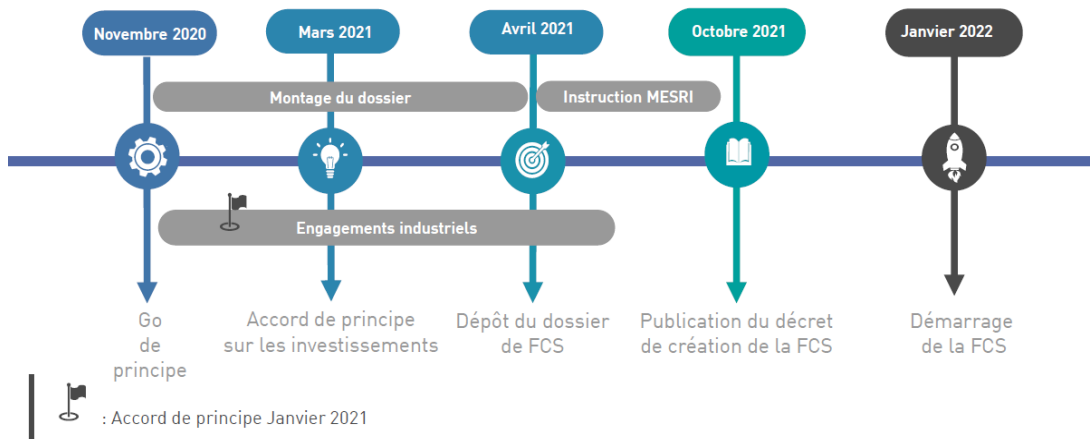 Novembre 2020
Mars 2021
Avril 2021
Octobre 2021
Janvier 2022
Montage du dossier
Instruction MESRI
Engagements industriels
Go
de
principe
Accord de principe
sur les investissements
Dépôt du dossier
de FCS
Publication du décret
de création de la FCS
Démarrage
de la FCS
: Accord de principe Janvier 2021